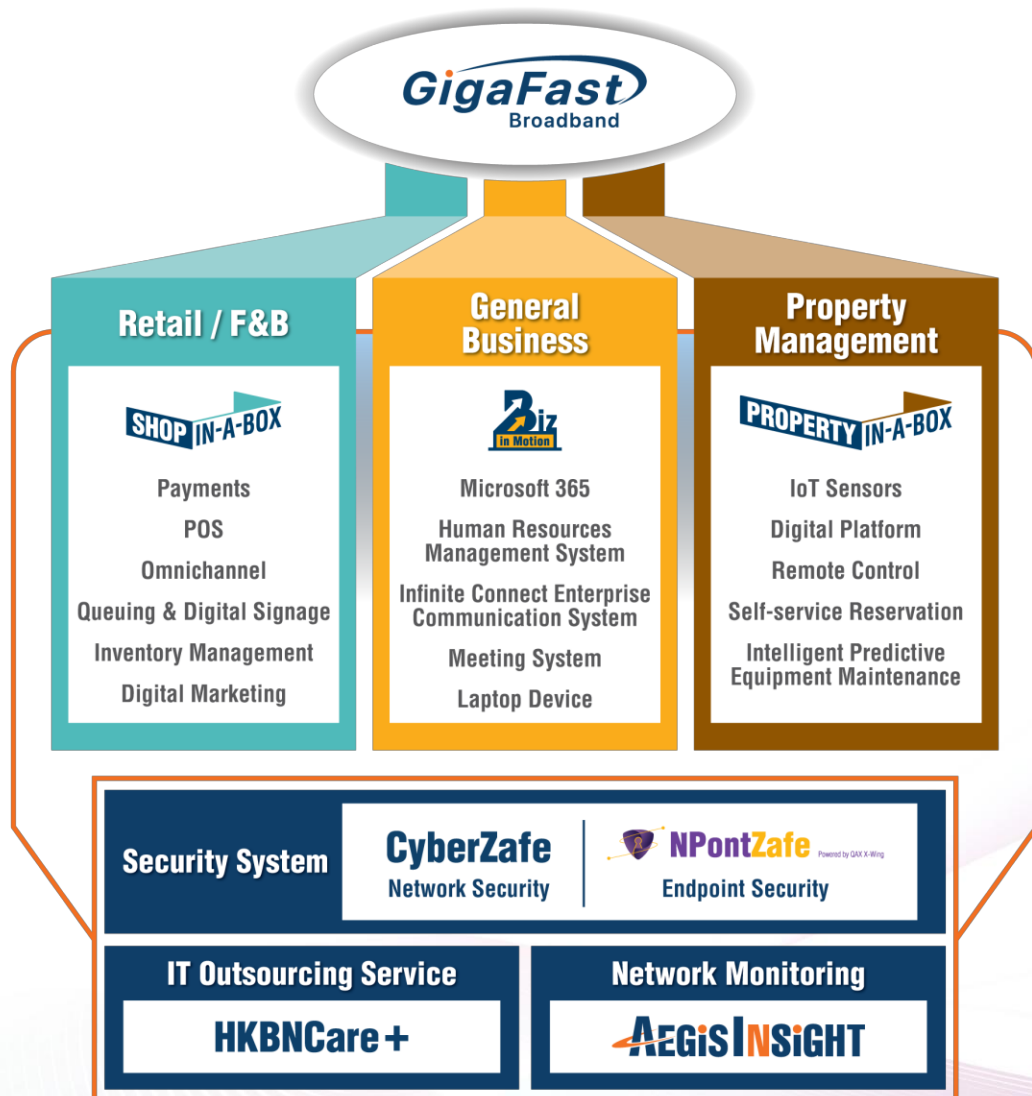 GigaFast
Broadband
Retail / F&B
SHOP IN-A-BOX
Payments
POS
Omnichannel
Queuing & Digital Signage
Inventory Management
Digital Marketing
General
Business
Biz
in Motion
Microsoft 365
Human Resources
Management System
Infinite Connect Enterprise
Communication System
Meeting System
Laptop Device
Property
Management
PROPERTY IN-A-BOX
IoT Sensors
Digital Platform
Remote Control
Self-service Reservation
Intelligent Predictive
Equipment Maintenance
Security System
CyberZafe
Network Security
NPontZafe Powered by QAX X-Wing
Endpoint Security
IT Outsourcing Service
HKBNCare+
Network Monitoring
AEGiS INSiGHT